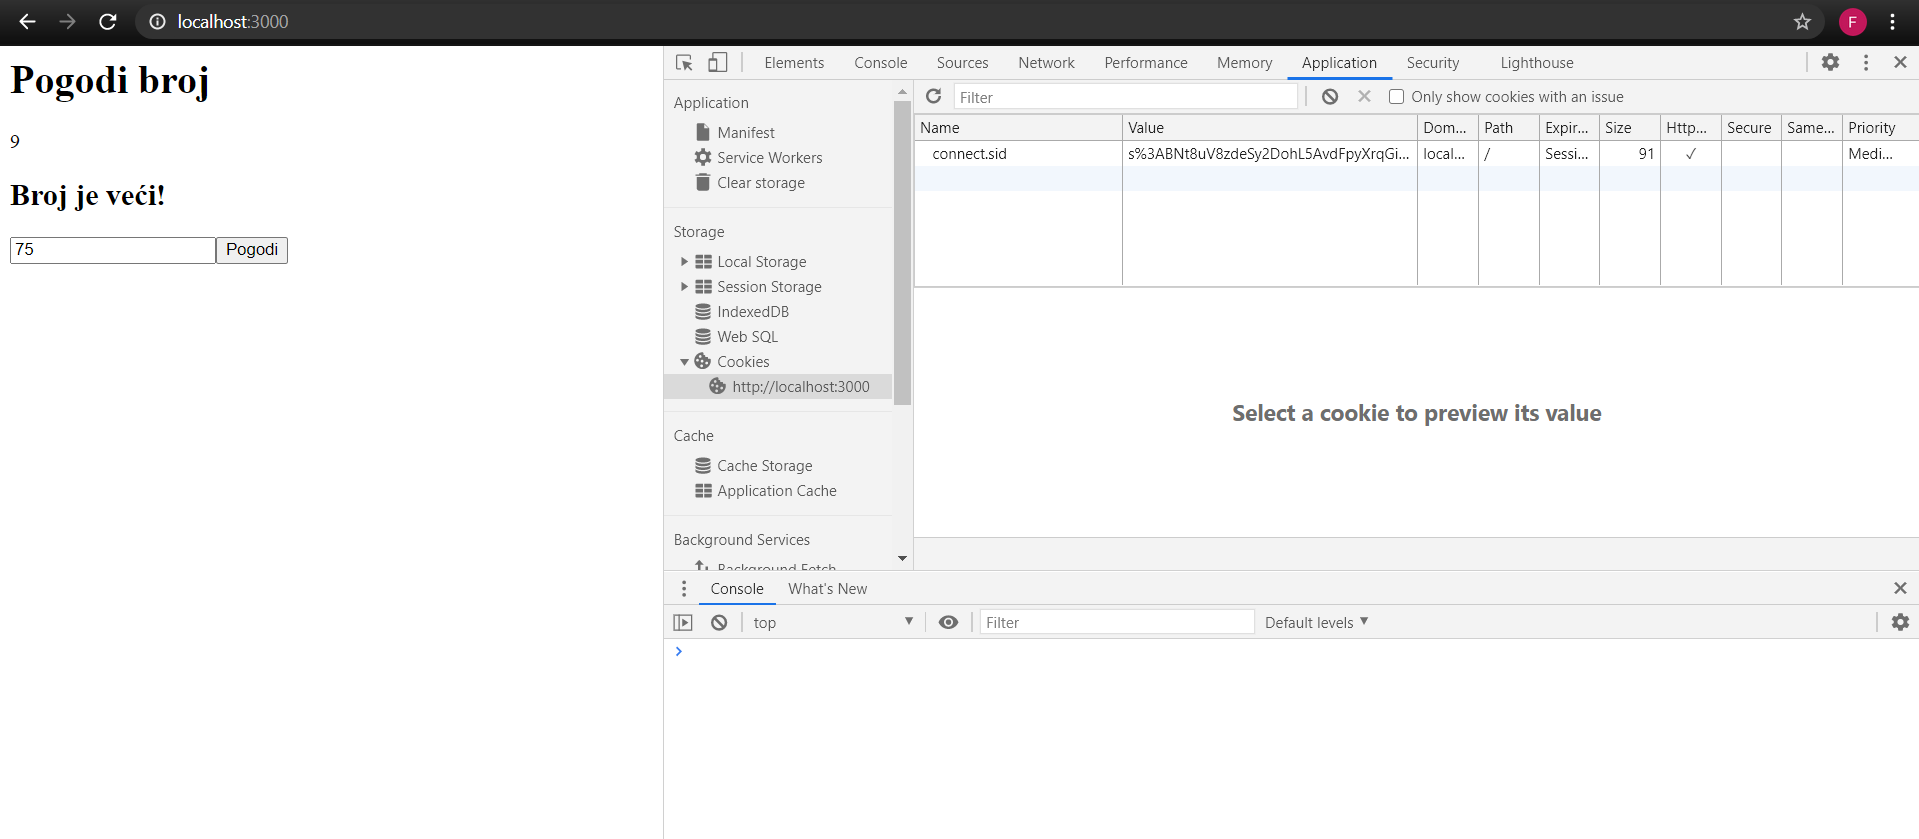 localhost:3000
F
Pogodi broj
9
Broj je veći!
75 Pogodi
Elements Console Sources Network Performance Memory Application Security Lighthouse
Application
Manifest
Service Workers
Clear storage
Storage
Local Storage
Session Storage
IndexedDB
Web SQL
Cookies
http://localhost:3000
Cache
Cache Storage
Application Cache
Background Services
Background Fetch
Filter Only show cookies with an issue
Name Value Dom... Path Expir... Size Http... Secure Same... Priority
connect.sid s%3ABNt8uV8zdeSy2DohL5AvdFpyXrqGi... local... / Sessi... 91 ✓ Medi...
Select a cookie to preview its value
Console What's New
top Filter Default levels